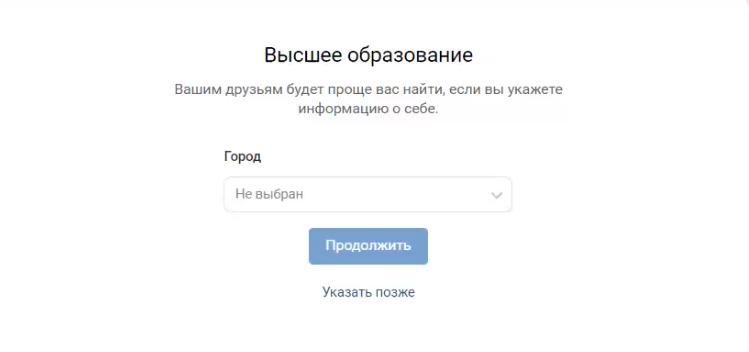 Высшее образование
Вашим друзьям будет проще вас найти, если вы укажете
информацию о себе.
Город
Не выбран
Продолжить
Указать позже